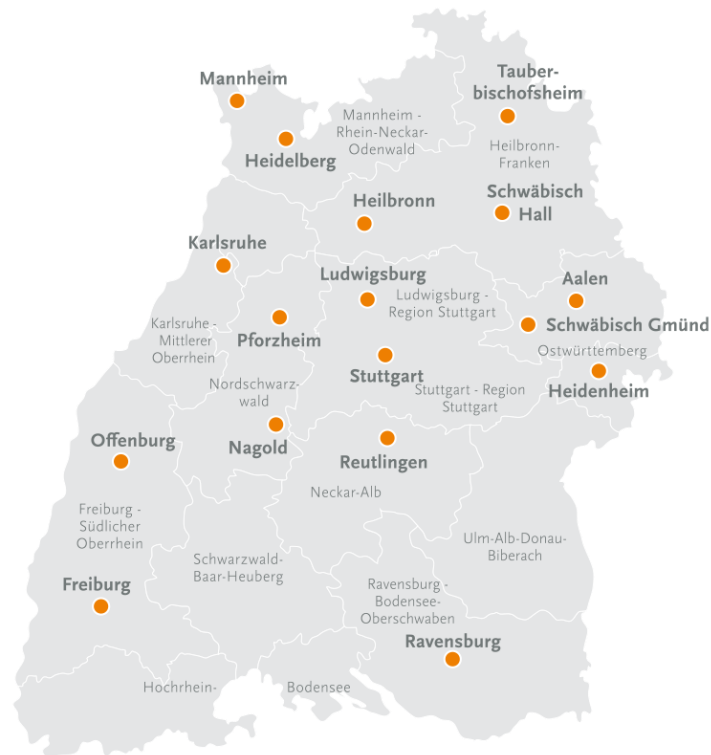 Mannheim
Tauber-
bischofsheim
Mannheim -
Rhein-Neckar-
Odenwald
Heidelberg
Heilbronn-
Franken
Heilbronn
Schwäbisch
Hall
Karlsruhe
Ludwigsburg
Aalen
Ludwigsburg -
Region Stuttgart
Karlsruhe -
Mittlerer
Oberrhein
Pforzheim
Schwäbisch Gmünd
Ostwürttemberg
Stuttgart
Nordschwarz-
wald
Stuttgart - Region
Stuttgart
Heidenheim
Offenburg
Nagold
Reutlingen
Neckar-Alb
Freiburg -
Südlicher
Oberrhein
Ulm-Alb-Donau-
Biberach
Schwarzwald-
Baar-Heuberg
Freiburg
Ravensburg -
Bodensee-
Oberschwaben
Ravensburg
Hochrhein-
Bodensee